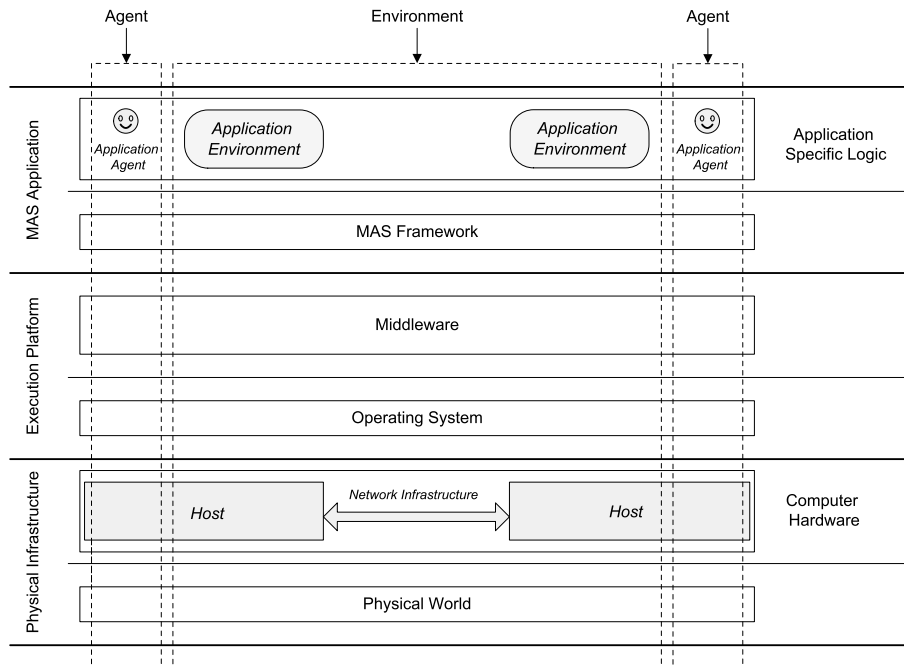 Agent
Environment
Agent
MAS Application
Application
Agent
Application
Environment
Application
Environment
Application
Agent
Application
Specific Logic
MAS Framework
Execution Platform
Middleware
Operating System
Physical Infrastructure
Host
Network Infrastructure
Host
Computer
Hardware
Physical World